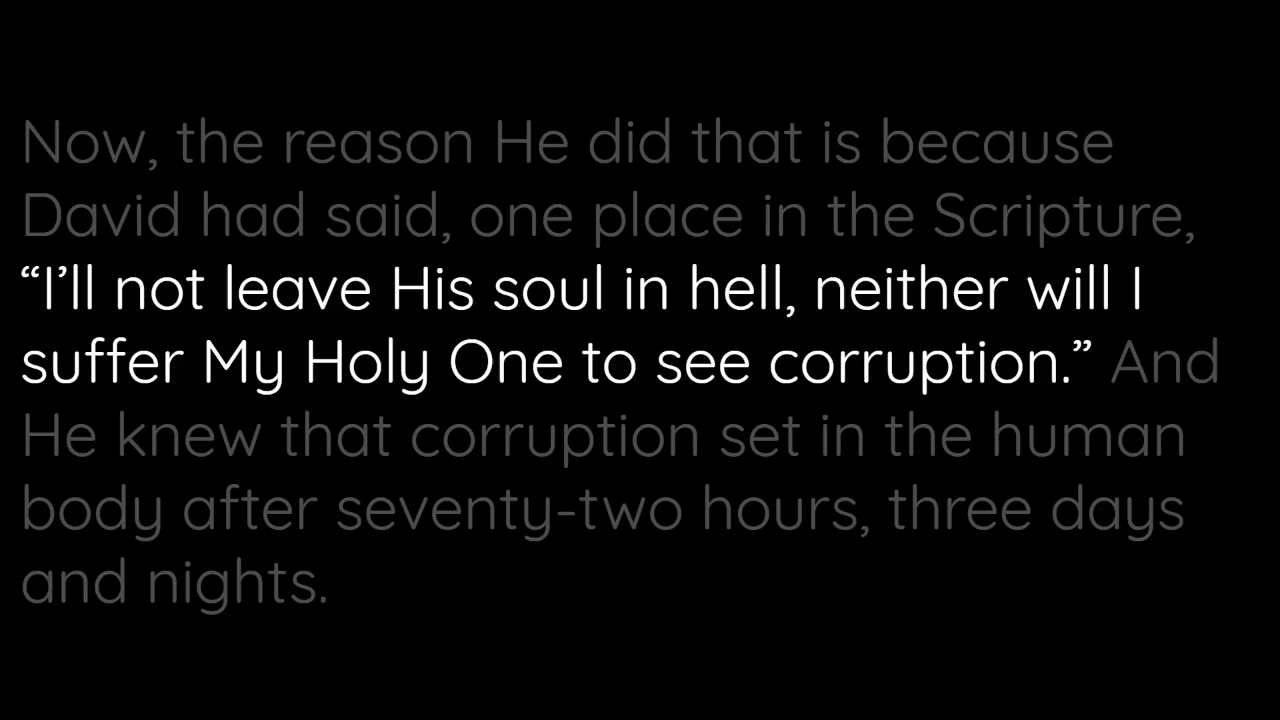 Now, the reason He did that is because
David had said, one place in the Scripture,
“I’ll not leave His soul in hell, neither will I
suffer My Holy One to see corruption.” And
He knew that corruption set in the human
body after seventy-two hours, three days
and nights.